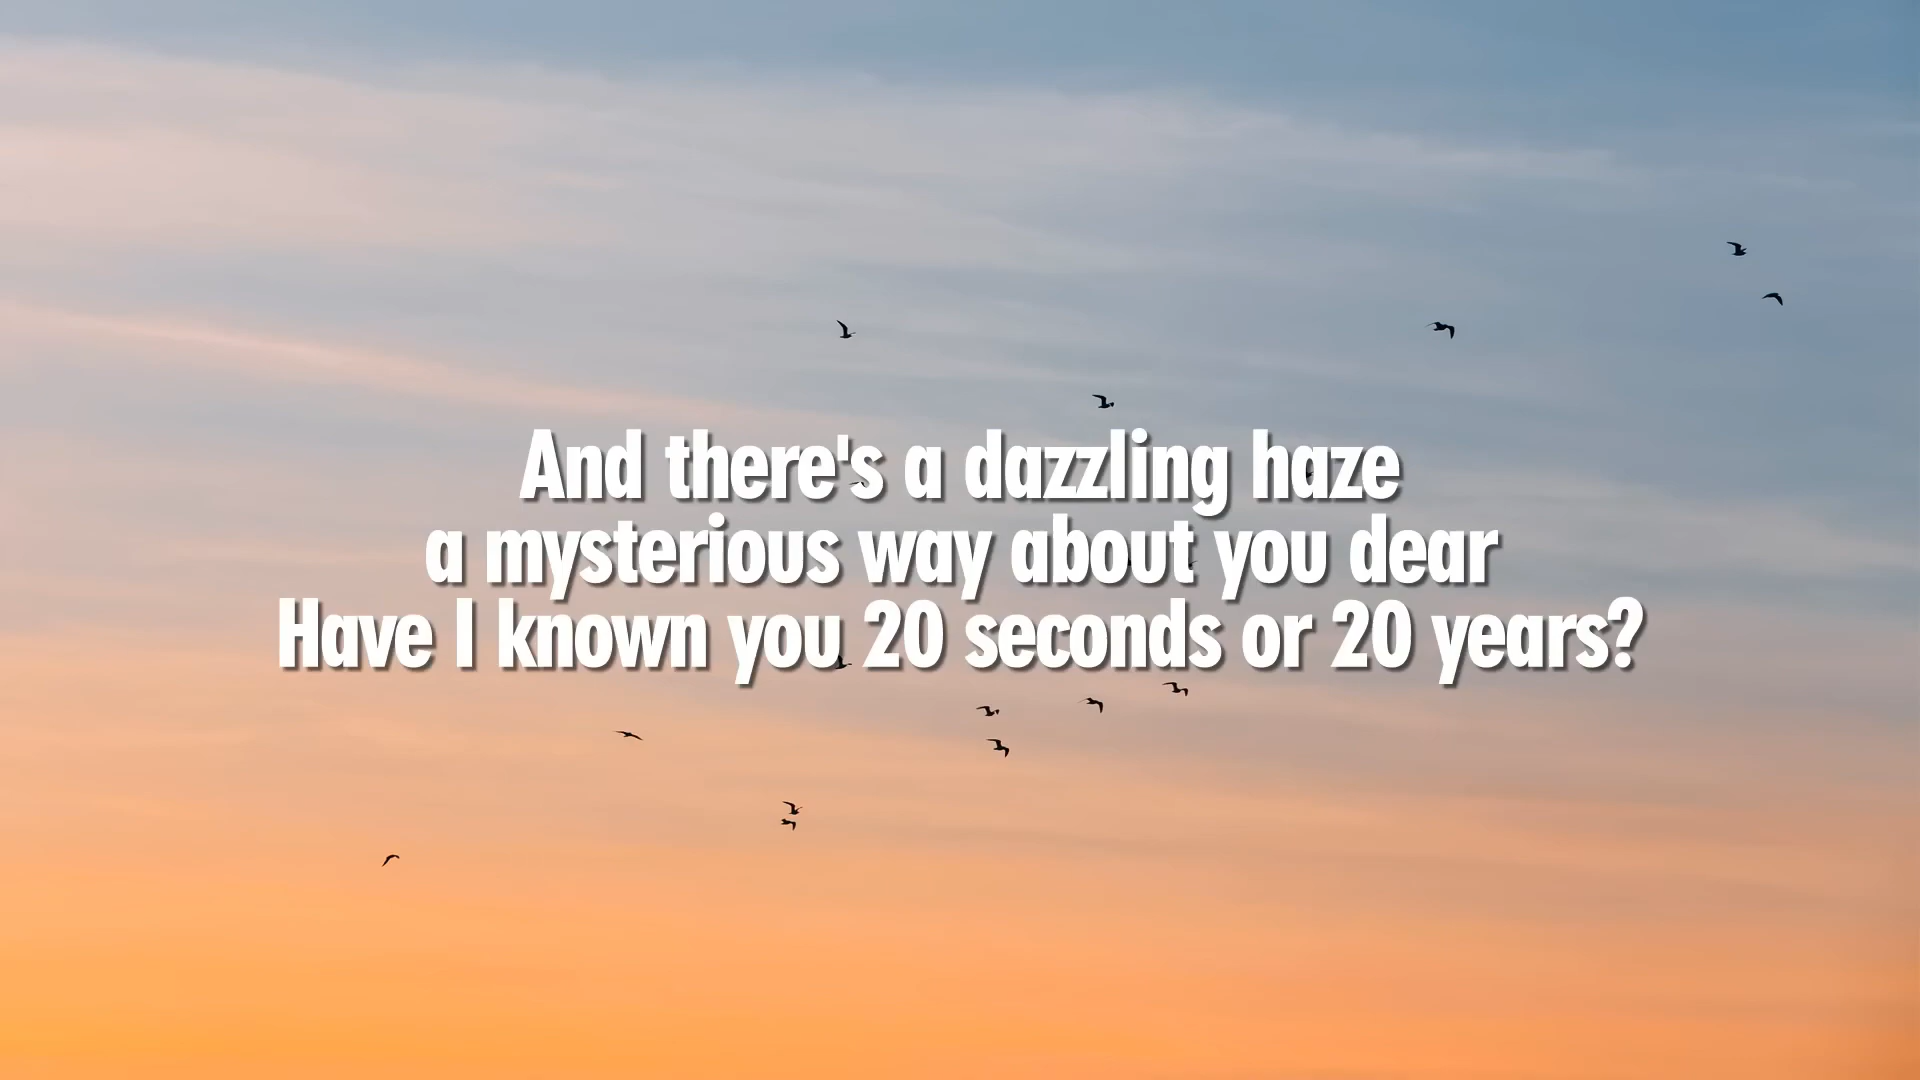 And there's a dazzling haze
a mysterious way about you dear
Have I known you 20 seconds or 20 years?